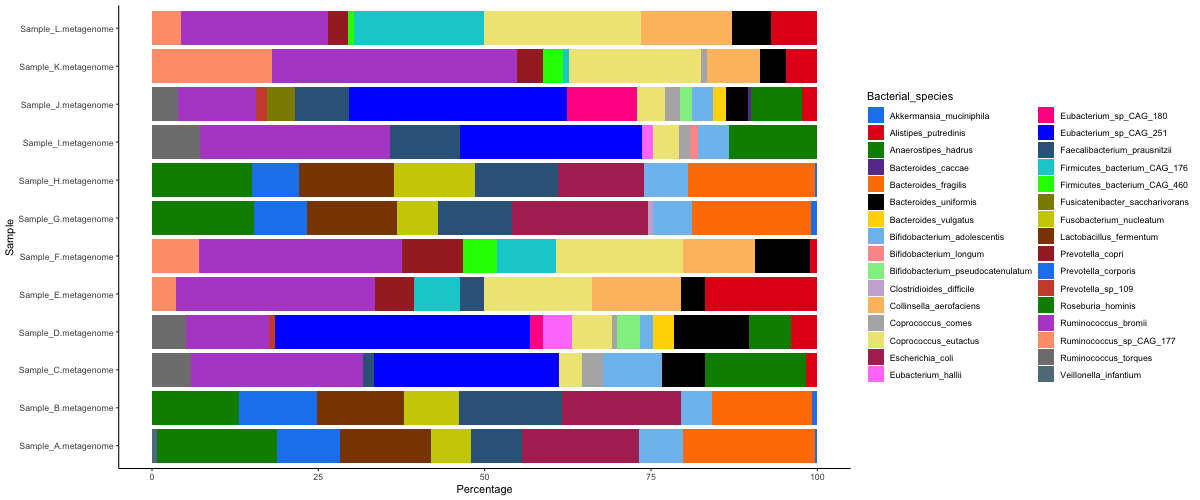 Sample_L.metagenome
Sample_K.metagenome
Sample_J.metagenome
Sample_I.metagenome
Sample_H.metagenome
Sample_G.metagenome
Sample_F.metagenome
Sample_E.metagenome
Sample_D.metagenome
Sample_C.metagenome
Sample_B.metagenome
Sample_A.metagenome
Sample
0 25 50 75 100
Percentage
Bacterial_species
Akkermansia_muciniphila
Alistipes_putredinis
Anaerostipes_hadrus
Bacteroides_caccae
Bacteroides_fragilis
Bacteroides_uniformis
Bacteroides_vulgatus
Bifidobacterium_adolescentis
Bifidobacterium_longum
Bifidobacterium_pseudocatenulatum
Clostridioides_difficile
Collinsella_aerofaciens
Coprococcus_comes
Coprococcus_eutactus
Escherichia_coli
Eubacterium_hallii
Eubacterium_sp_CAG_180
Eubacterium_sp_CAG_251
Faecalibacterium_prausnitzii
Firmicutes_bacterium_CAG_176
Firmicutes_bacterium_CAG_460
Fusicatenibacter_saccharivorans
Fusobacterium_nucleatum
Lactobacillus_fermentum
Prevotella_copri
Prevotella_corporis
Prevotella_sp_109
Roseburia_hominis
Ruminococcus_bromii
Ruminococcus_sp_CAG_177
Ruminococcus_torques
Veillonella_infantium